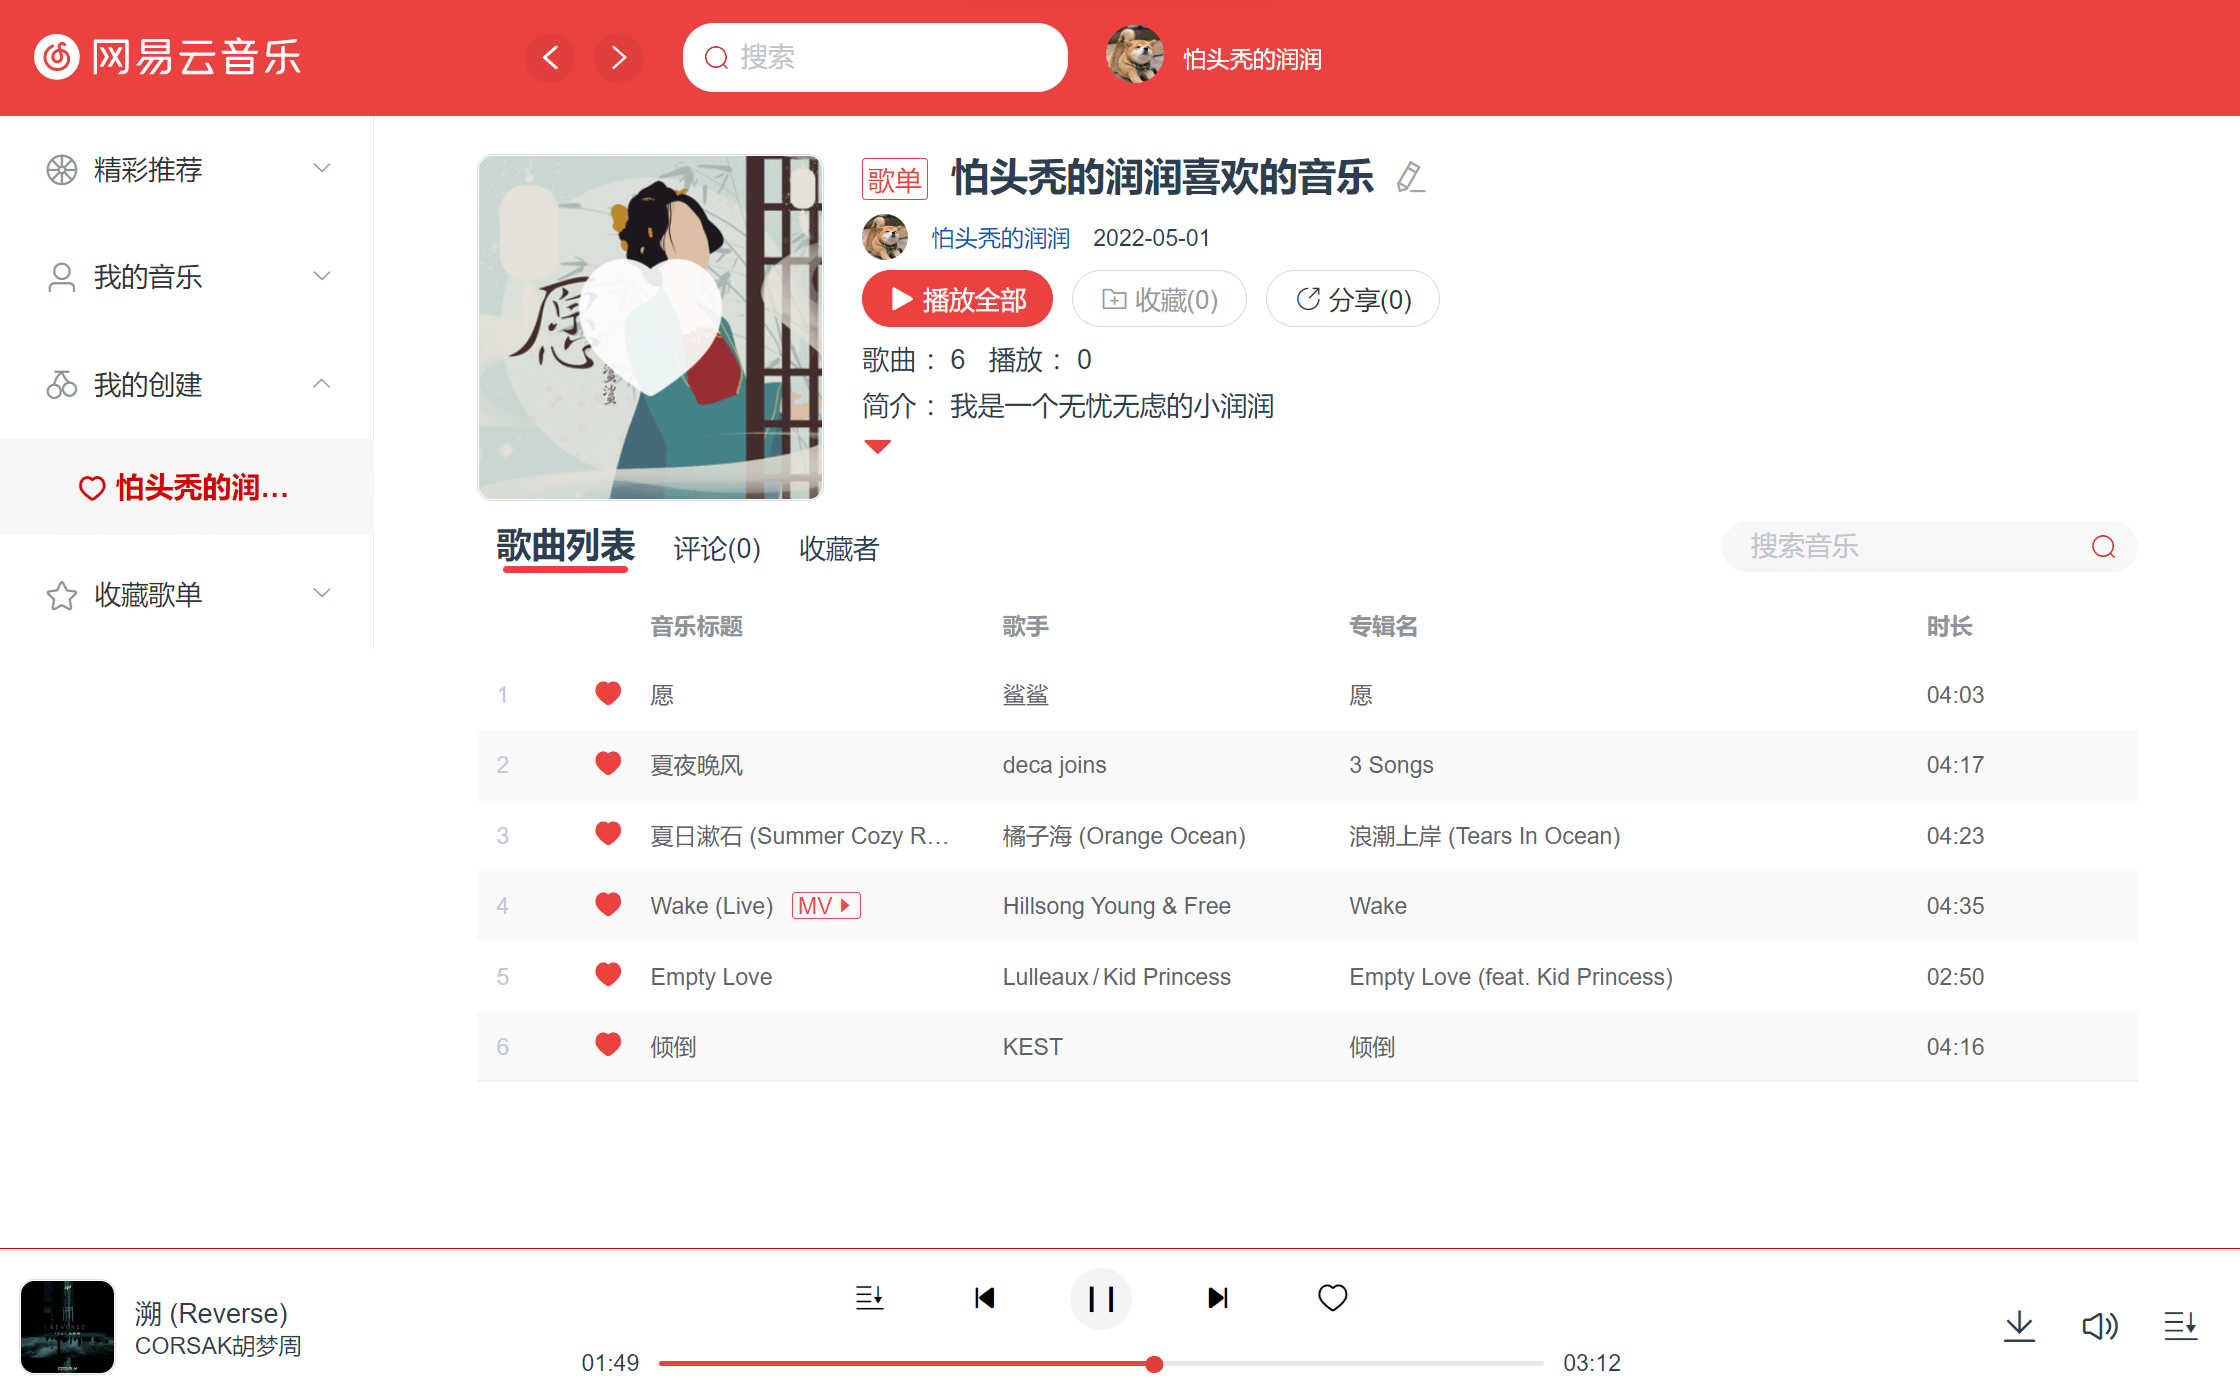 网易云音乐
搜索
怕头秃的润润
精彩推荐
我的音乐
我的创建
怕头秃的润...
收藏歌单
愿
鲨鲨
歌单 怕头秃的润润喜欢的音乐
怕头秃的润润 2022-05-01
播放全部 收藏(0) 分享(0)
歌曲： 6 播放： 0
简介： 我是一个无忧无虑的小润润
歌曲列表 评论(0) 收藏者 搜索音乐
音乐标题 歌手 专辑名 时长
1 愿 鲨鲨 愿 04:03
2 夏夜晚风 deca joins 3 Songs 04:17
3 夏日漱石 (Summer Cozy R... 橘子海 (Orange Ocean) 浪潮上岸 (Tears In Ocean) 04:23
4 Wake (Live) MV Hillsong Young & Free Wake 04:35
5 Empty Love Lulleaux / Kid Princess Empty Love (feat. Kid Princess) 02:50
6 倾倒 KEST 倾倒 04:16
REVERSE
溯 (Reverse)
CORSAK胡梦周
01:49 03:12